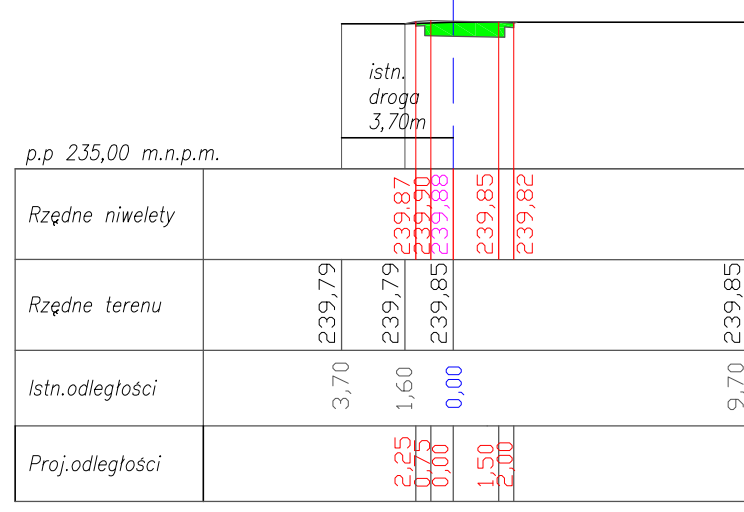 istn.
droga
3,70m
p.p 235,00 m.n.p.m.
Rzędne niwelety 239.87 239,90 239,88 239,85 239,82
Rzędne terenu 239,79 239,79 239,85 239,85
Istn.odległości 3,70 1,60 0,00 9,70
Proj.odległości 2,25 0,75 0,00 1,50 2,00